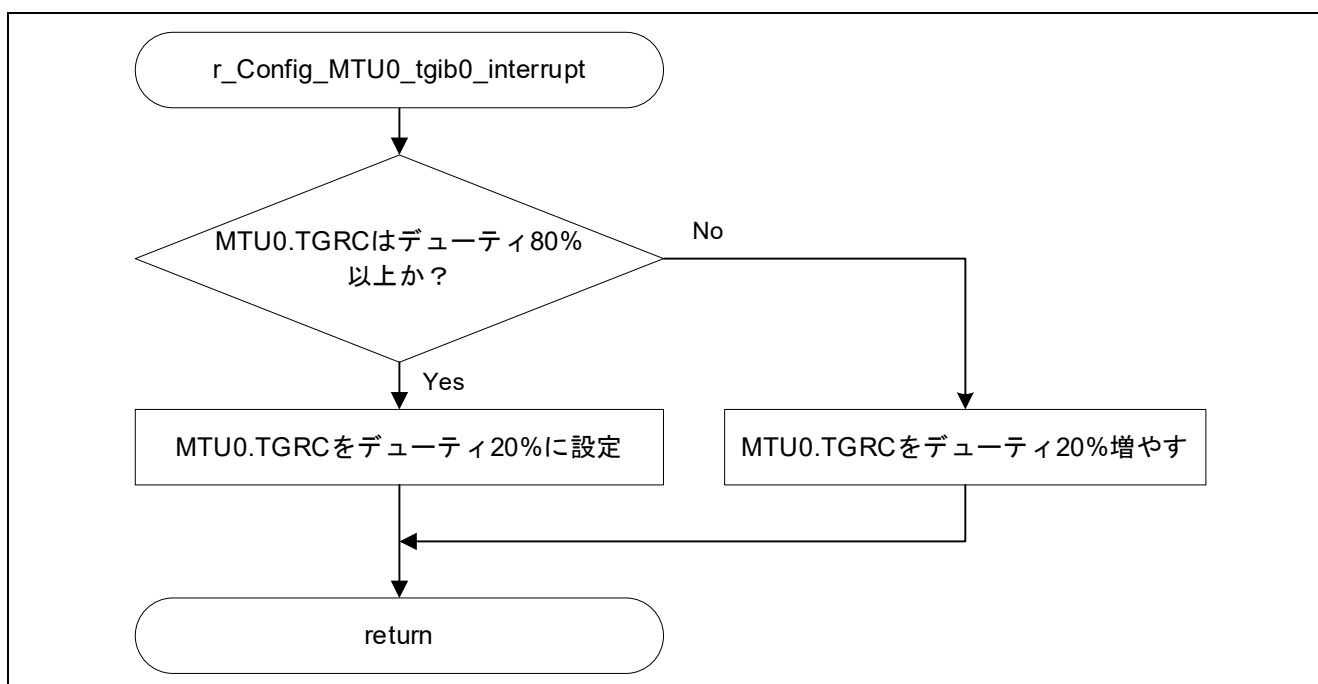 r_Config_MTU0_tgib0_interrupt
MTU0.TGRCはデューティ80%
以上か？
No
Yes
MTU0.TGRCをデューティ20%に設定
MTU0.TGRCをデューティ20%増やす
return